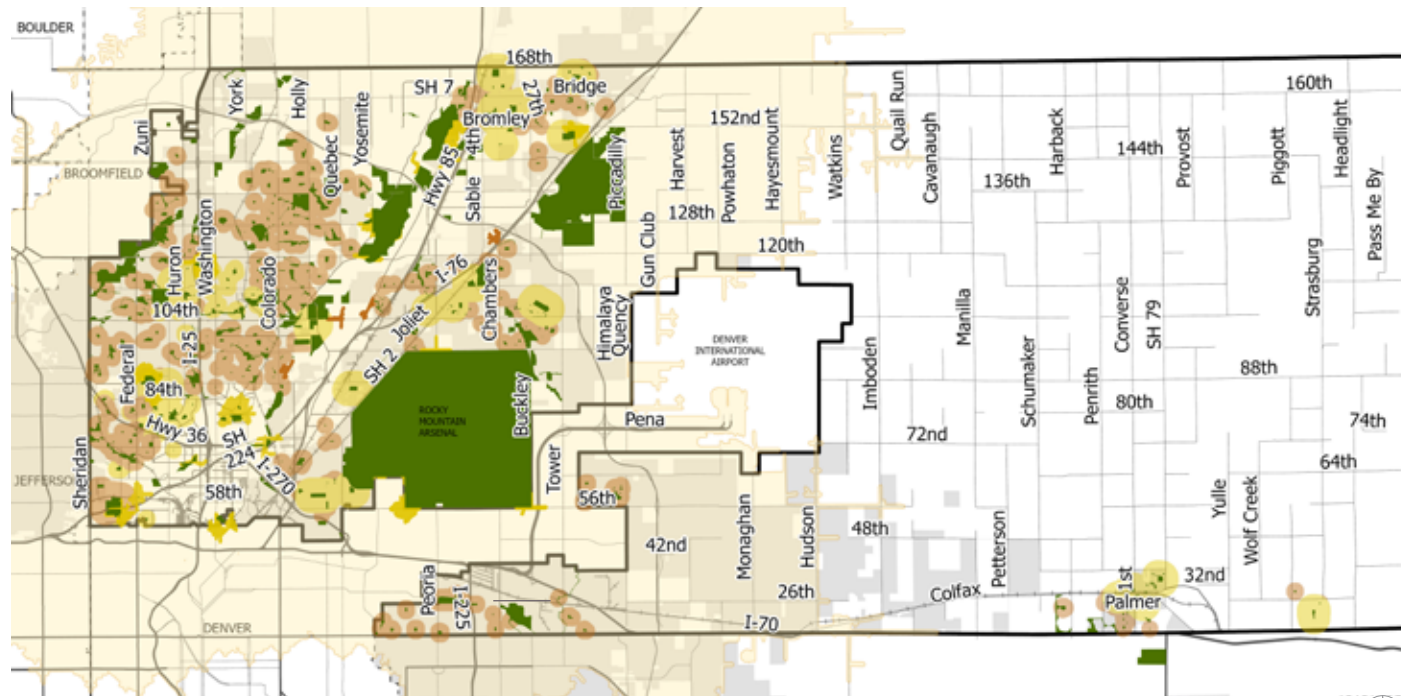 BOULDER
168th
160th
York
Holly
SH 7
27th
Bridge
Quail Run
Headlight
Yosemite
Bromley
152nd
Zuni
4th
Harvest
Hayesmount
Watkins
Harback
144th
Provost
Piggott
Quebec
Hwy 85
Piccadilly
Powhaton
Cavanaugh
136th
BROOMFIELD
Sable
128th
Pass Me By
Huron
Washington
Gun Club
120th
Strasburg
Colorado
I-76
Chambers
104th
Himalaya
Quency
Manilla
Converse
SH 79
I-25
Joliet
DENVER
INTERNATIONAL
AIRPORT
Federal
SH 2
Imboden
Schumaker
Penrith
88th
84th
ROCKY
MOUNTAIN
ARSENAL
Buckley
80th
74th
Hwy 36
SH
224
Pena
72nd
64th
I-270
Sheridan
Tower
58th
56th
Yulle
Wolf Creek
42nd
Monaghan
Hudson
48th
Petterson
Peoria
I-225
26th
Colfax
1st
32nd
Palmer
DENVER
I-70